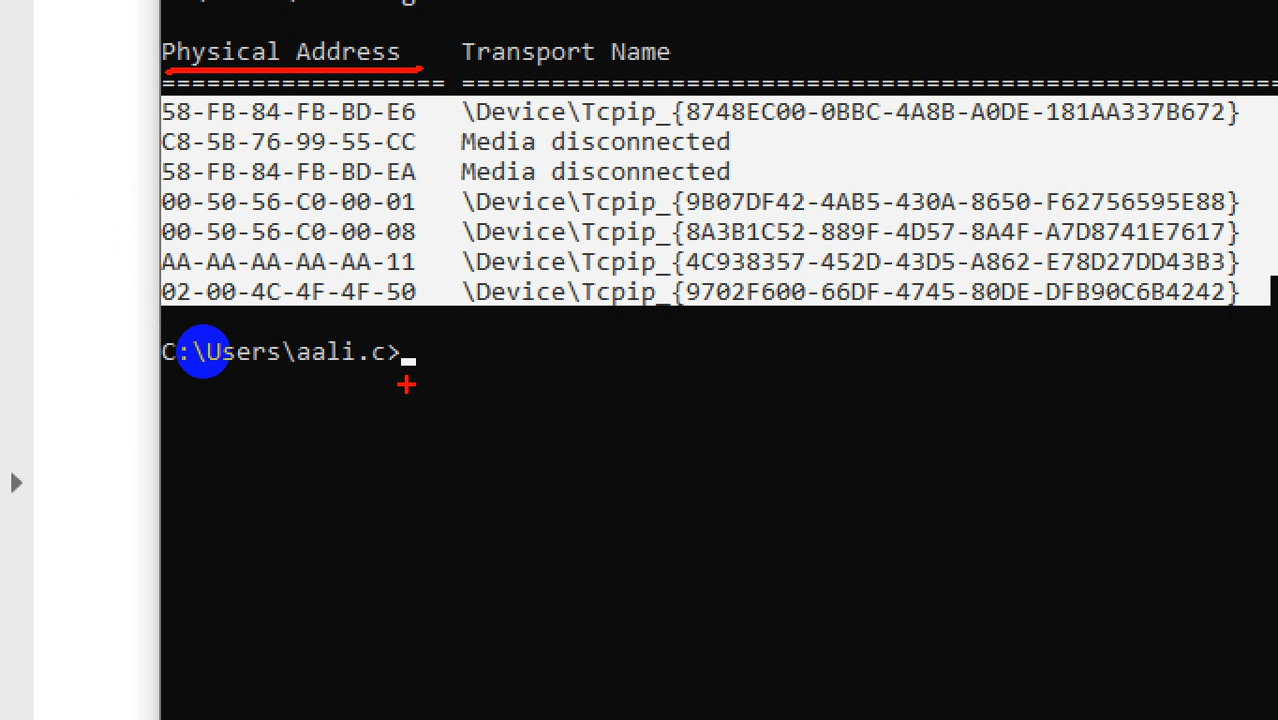 Physical Address Transport Name
=================== =======================================================
58-FB-84-FB-BD-E6 \Device\Tcpip_{8748EC00-0BBC-4A8B-A0DE-181AA337B672}
C8-5B-76-99-55-CC Media disconnected
58-FB-84-FB-BD-EA Media disconnected
00-50-56-C0-00-01 \Device\Tcpip_{9B07DF42-4AB5-430A-8650-F62756595E88}
00-50-56-C0-00-08 \Device\Tcpip_{8A3B1C52-889F-4D57-8A4F-A7D8741E7617}
AA-AA-AA-AA-AA-11 \Device\Tcpip_{4C938357-452D-43D5-A862-E78D27DD43B3}
02-00-4C-4F-4F-50 \Device\Tcpip_{9702F600-66DF-4745-80DE-DFB90C6B4242}
C:\Users\aali.c>